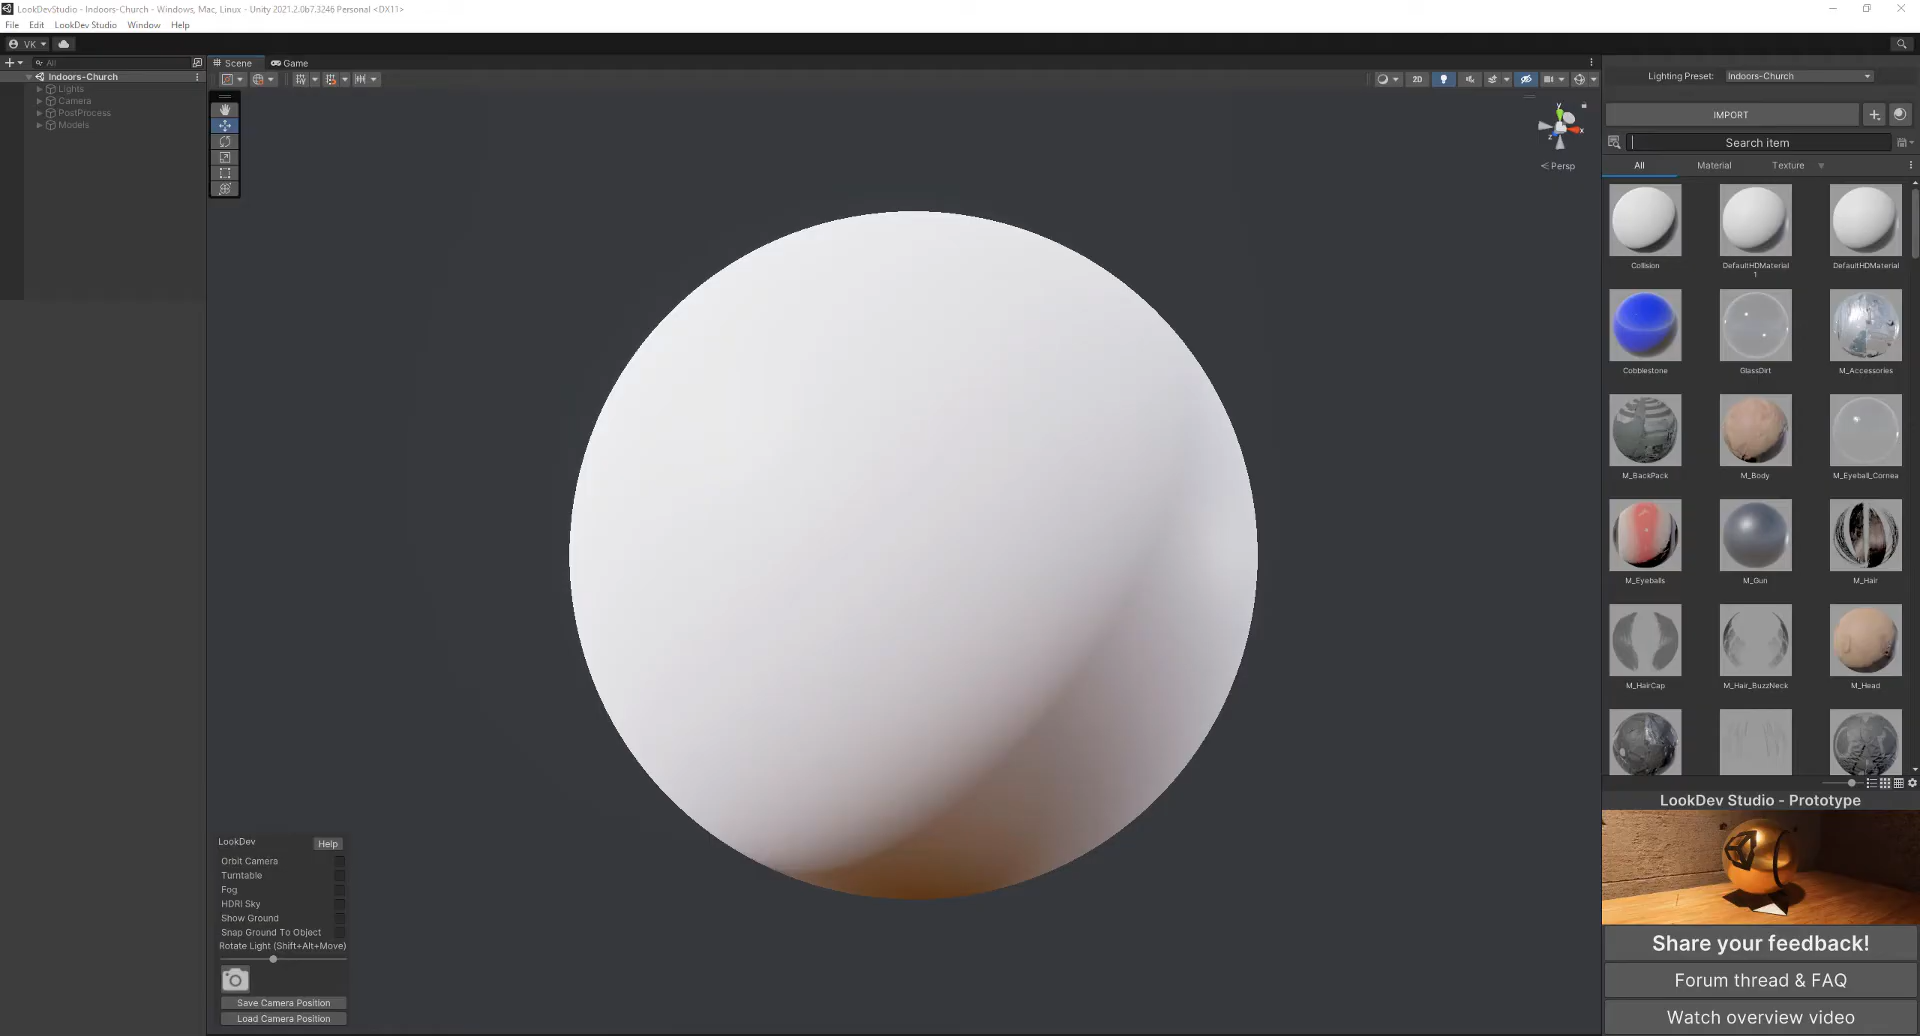 LookDevStudio - Indoors-Church - Windows, Mac, Linux - Unity 2021.2.0b7.3246 Personal <DX11>
File Edit LookDev Studio Window Help
VK
All
Scene Game
Indoors-Church
Lights
Camera
PostProcess
Models
2D
y
x
z
Persp
Lighting Preset: Indoors-Church
IMPORT
Search item
All Material Texture
Collision DefaultHDMaterial 1 DefaultHDMaterial
Cobblestone GlassDirt M_Accessories
M_BackPack M_Body M_Eyeball_Cornea
M_Eyeballs M_Gun M_Hair
M_HairCap M_Hair_BuzzNeck M_Head
LookDev Help
Orbit Camera
Turntable
Fog
HDRI Sky
Show Ground
Snap Ground To Object
Rotate Light (Shift+Alt+Move)
Save Camera Position
Load Camera Position
LookDev Studio - Prototype
Share your feedback!
Forum thread & FAQ
Watch overview video